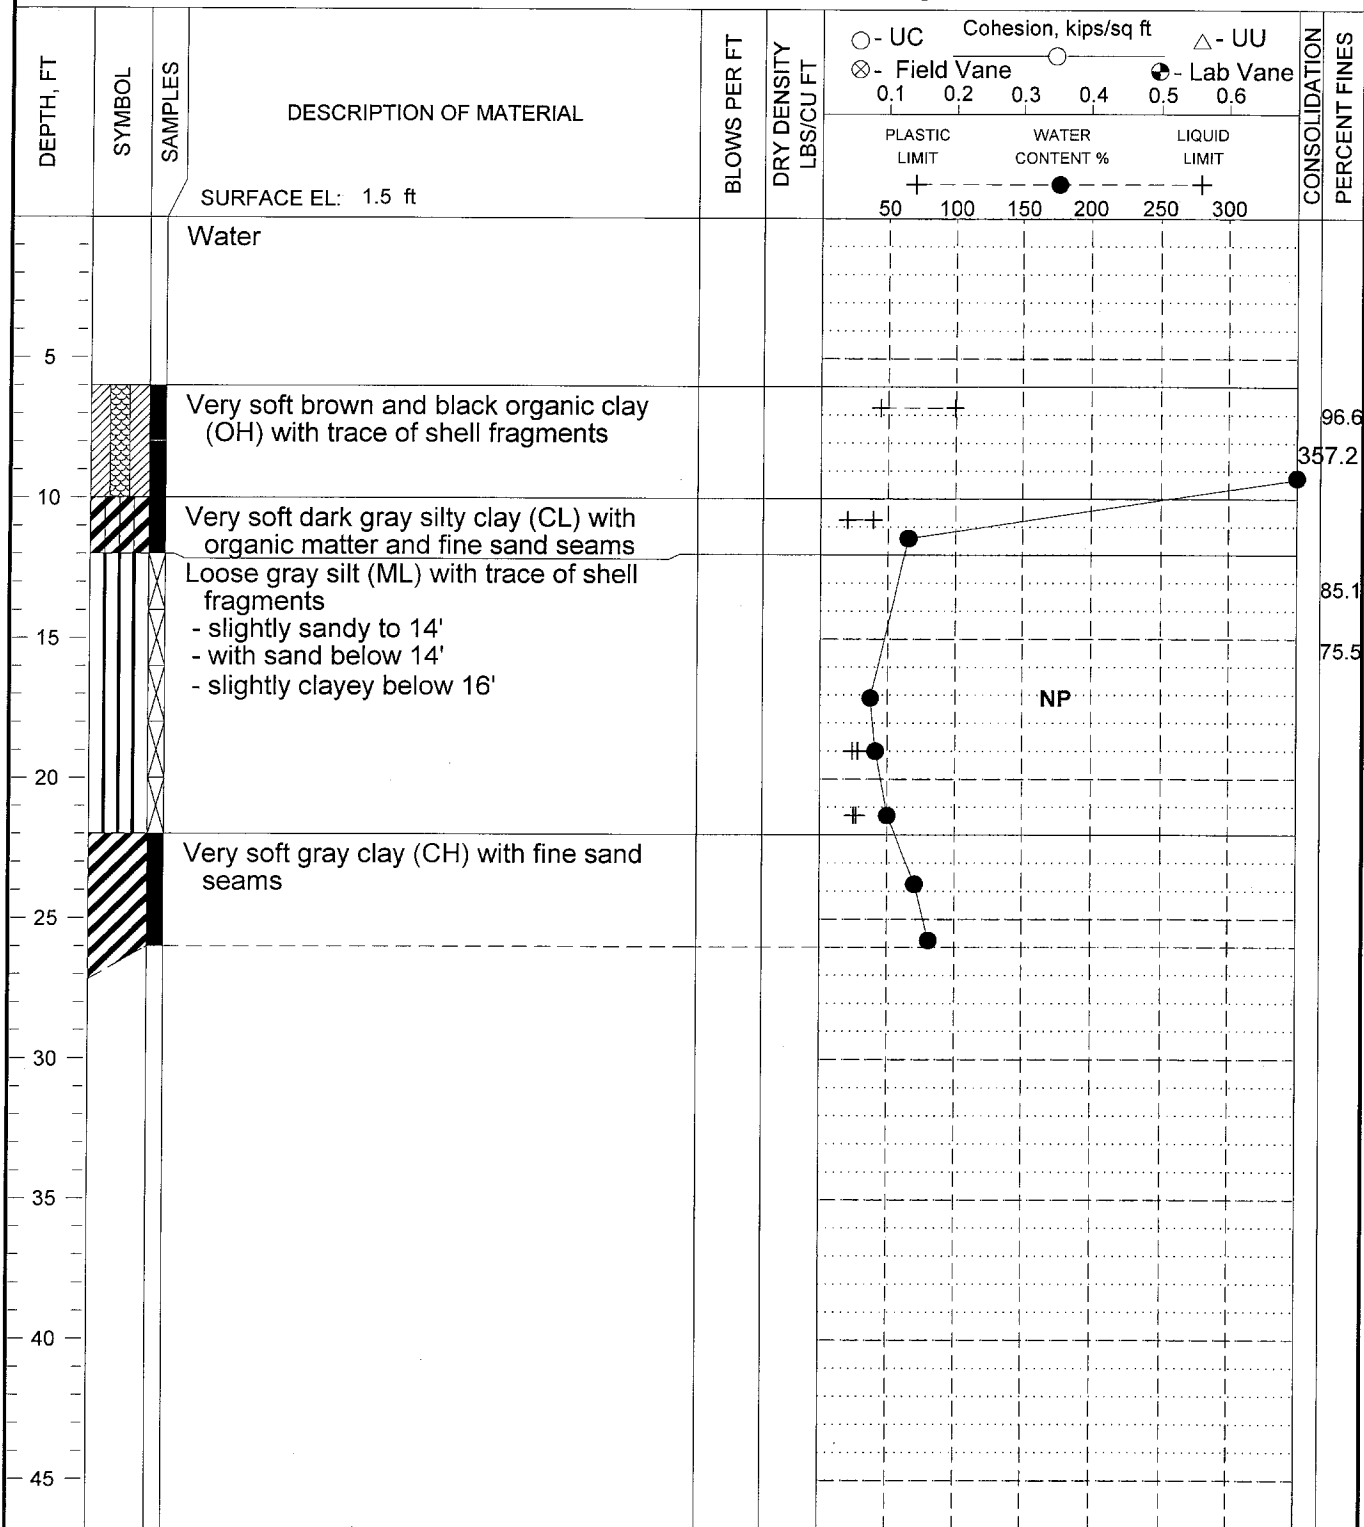 DEPTH, FT
SYMBOL
SAMPLES
DESCRIPTION OF MATERIAL
SURFACE EL: 1.5 ft
BLOWS PER FT
DRY DENSITY
LBS/CU FT
Cohesion, kips/sq ft
- UC
- UU
- Field Vane
- Lab Vane
0.1 0.2 0.3 0.4 0.5 0.6
PLASTIC
LIMIT
WATER
CONTENT %
LIQUID
LIMIT
50 100 150 200 250 300
CONSOLIDATION
PERCENT FINES
Water
5
Very soft brown and black organic clay
(OH) with trace of shell fragments
96.6
357.2
10
Very soft dark gray silty clay (CL) with
organic matter and fine sand seams
Loose gray silt (ML) with trace of shell
fragments
85.1
- slightly sandy to 14'
15
- with sand below 14'
75.5
- slightly clayey below 16'
NP
20
Very soft gray clay (CH) with fine sand
seams
25
30
35
40
45